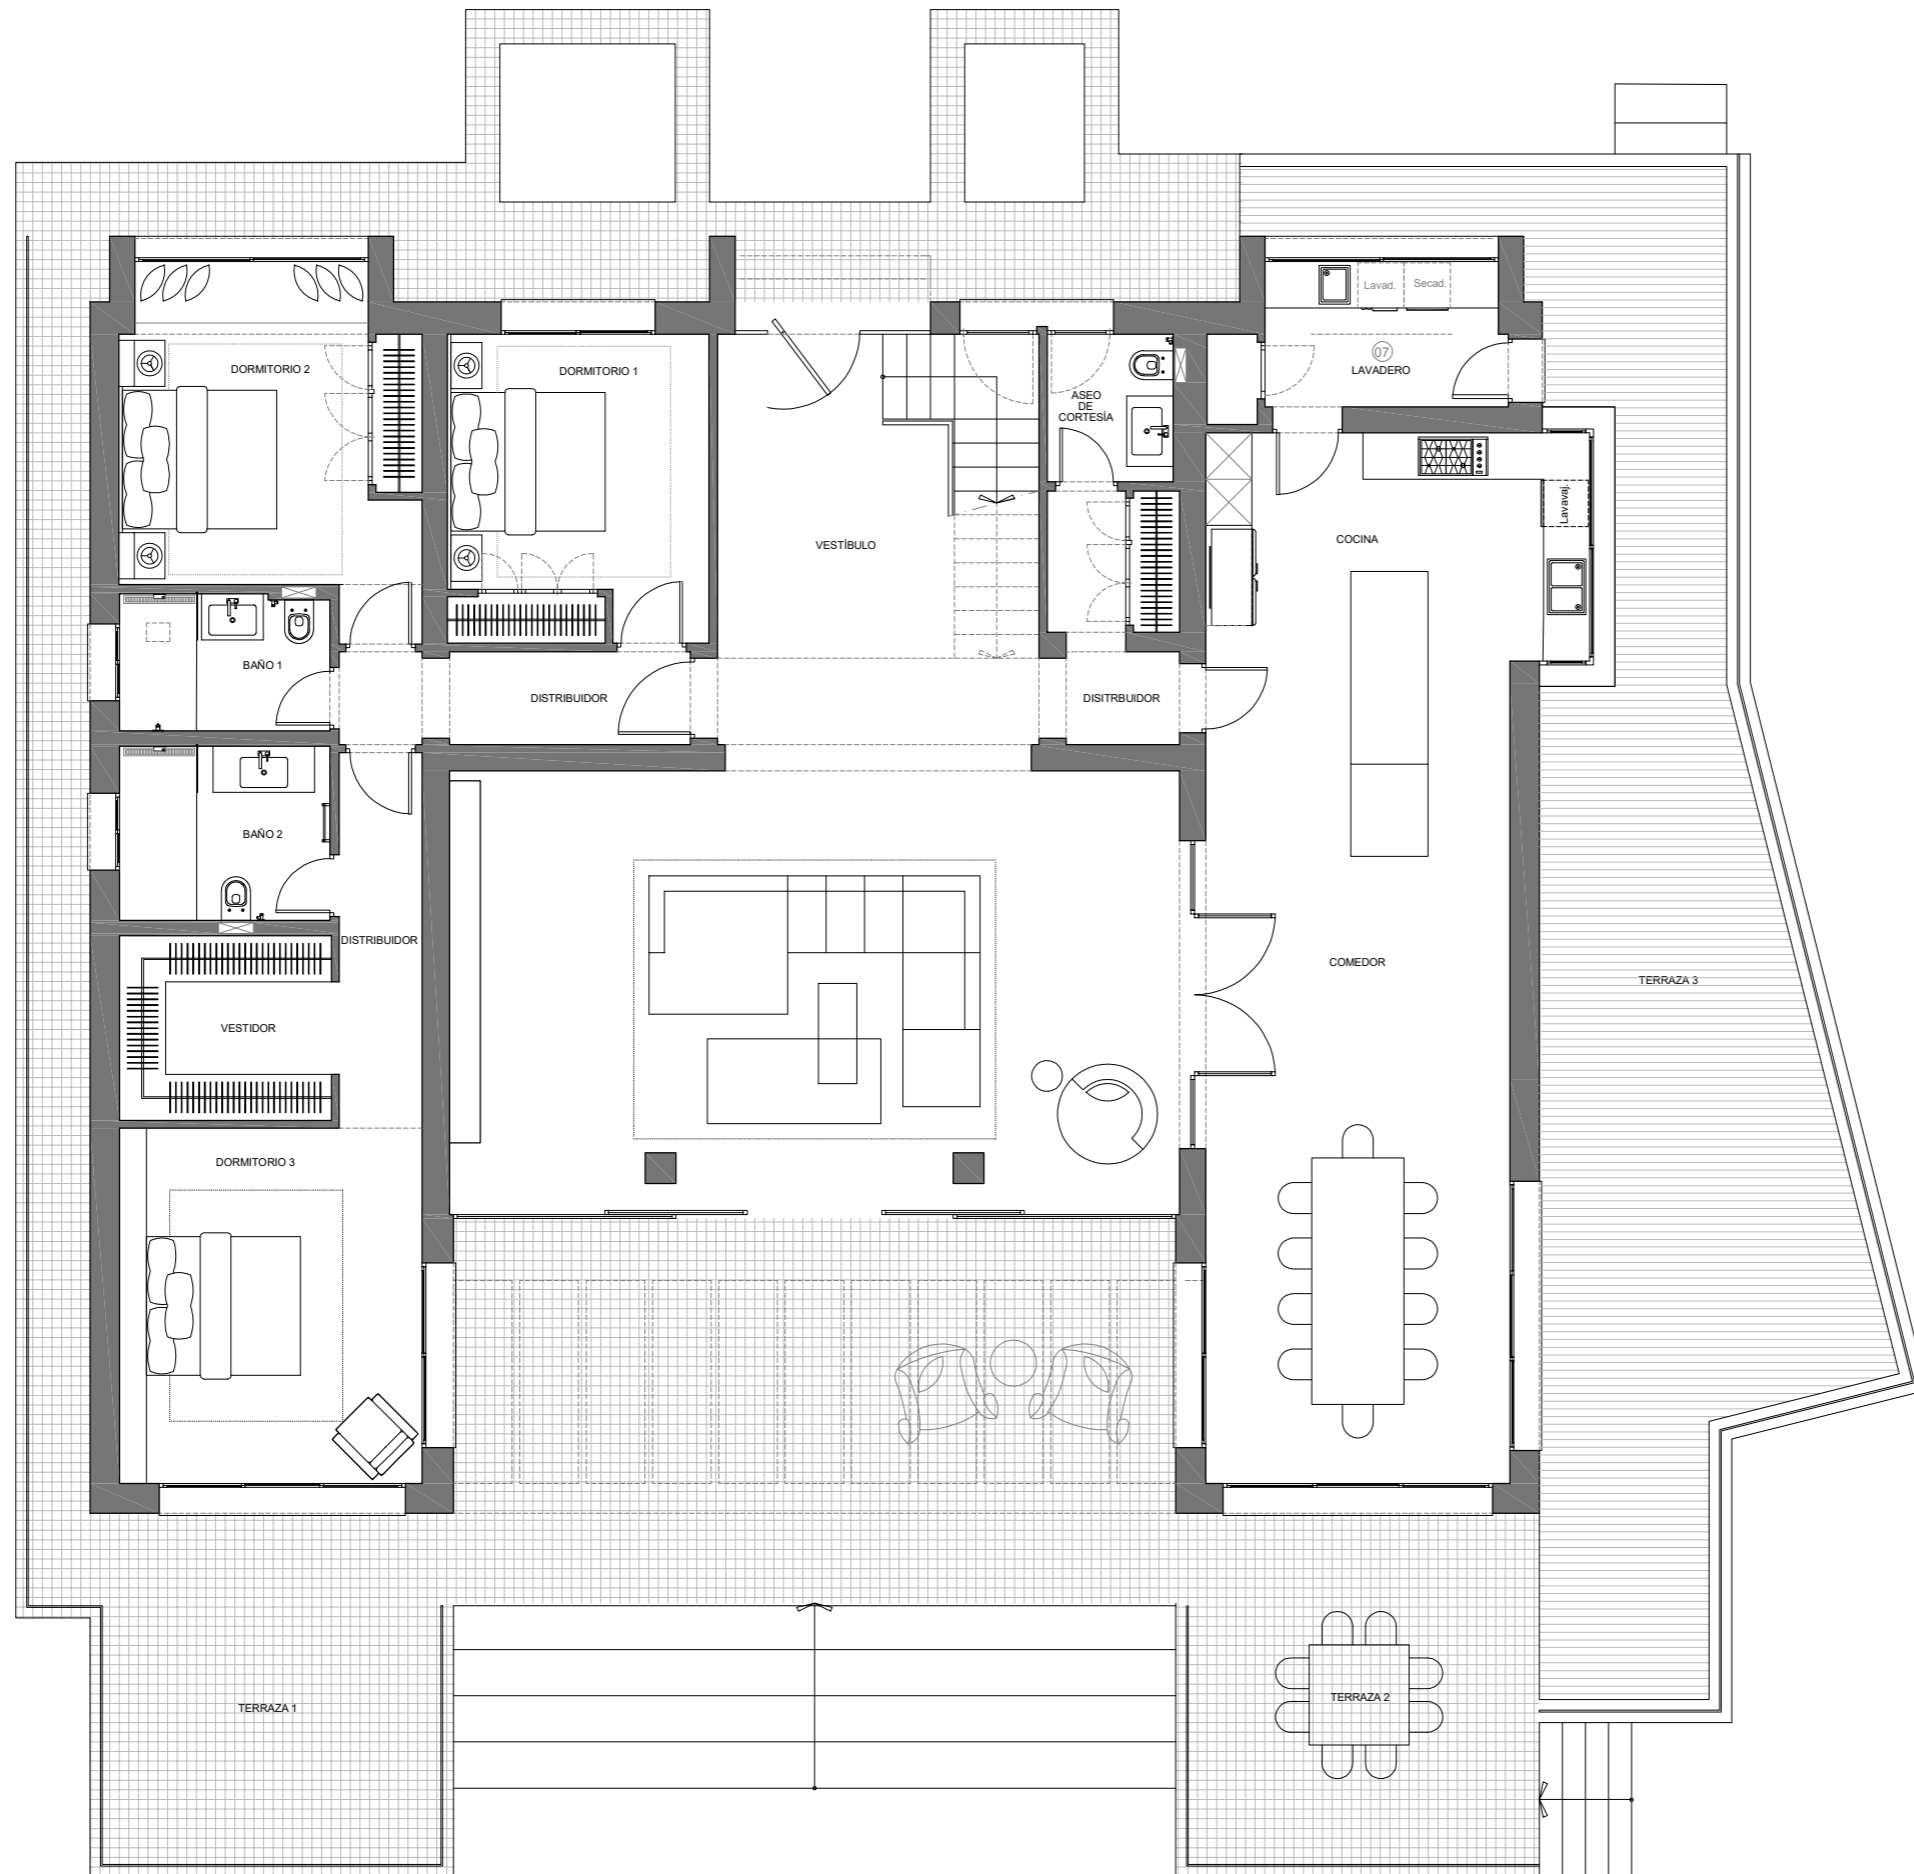 Lavad.
Secad.
07
LAVADERO
DORMITORIO 2
DORMITORIO 1
ASEO
DE
CORTESÍA
Lavavaj.
VESTÍBULO
COCINA
BAÑO 1
DISTRIBUIDOR
DISITRBUIDOR
BAÑO 2
DISTRIBUIDOR
COMEDOR
TERRAZA 3
VESTIDOR
DORMITORIO 3
TERRAZA 1
TERRAZA 2